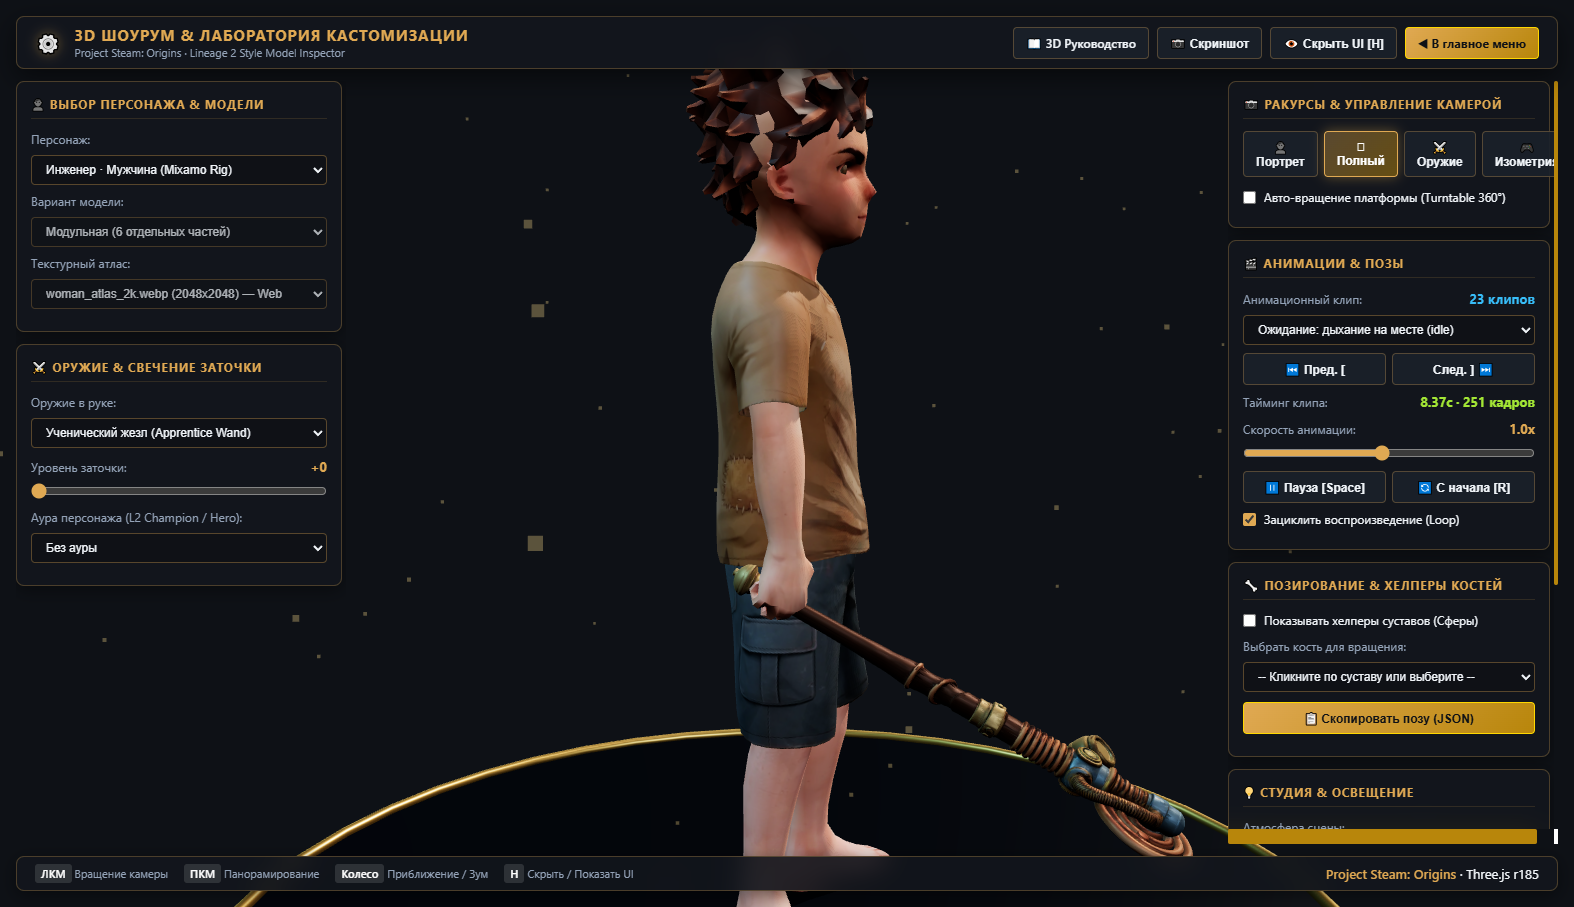 3D ШОУРУМ & ЛАБОРАТОРИЯ КАСТОМИЗАЦИИ
Project Steam: Origins · Lineage 2 Style Model Inspector
3D Руководство
Скриншот
Скрыть UI [H]
◀ В главное меню
ВЫБОР ПЕРСОНАЖА & МОДЕЛИ
Персонаж:
Инженер · Мужчина (Mixamo Rig)
Вариант модели:
Модульная (6 отдельных частей)
Текстурный атлас:
woman_atlas_2k.webp (2048x2048) — Web
ОРУЖИЕ & СВЕЧЕНИЕ ЗАТОЧКИ
Оружие в руке:
Ученический жезл (Apprentice Wand)
Уровень заточки: +0
Аура персонажа (L2 Champion / Hero):
Без ауры
РАКУРСЫ & УПРАВЛЕНИЕ КАМЕРОЙ
Портрет
Полный
Оружие
Изометрия
Авто-вращение платформы (Turntable 360°)
АНИМАЦИИ & ПОЗЫ
Анимационный клип: 23 клипов
Ожидание: дыхание на месте (idle)
Пред. [
След. ]
Тайминг клипа: 8.37с · 251 кадров
Скорость анимации: 1.0x
Пауза [Space]
С начала [R]
Зациклить воспроизведение (Loop)
ПОЗИРОВАНИЕ & ХЕЛПЕРЫ КОСТЕЙ
Показывать хелперы суставов (Сферы)
Выбрать кость для вращения:
-- Кликните по суставу или выберите --
Скопировать позу (JSON)
СТУДИЯ & ОСВЕЩЕНИЕ
Атмосфера сцены:
ЛКМ Вращение камеры ПКМ Панорамирование Колесо Приближение / Зум H Скрыть / Показать UI
Project Steam: Origins · Three.js r185